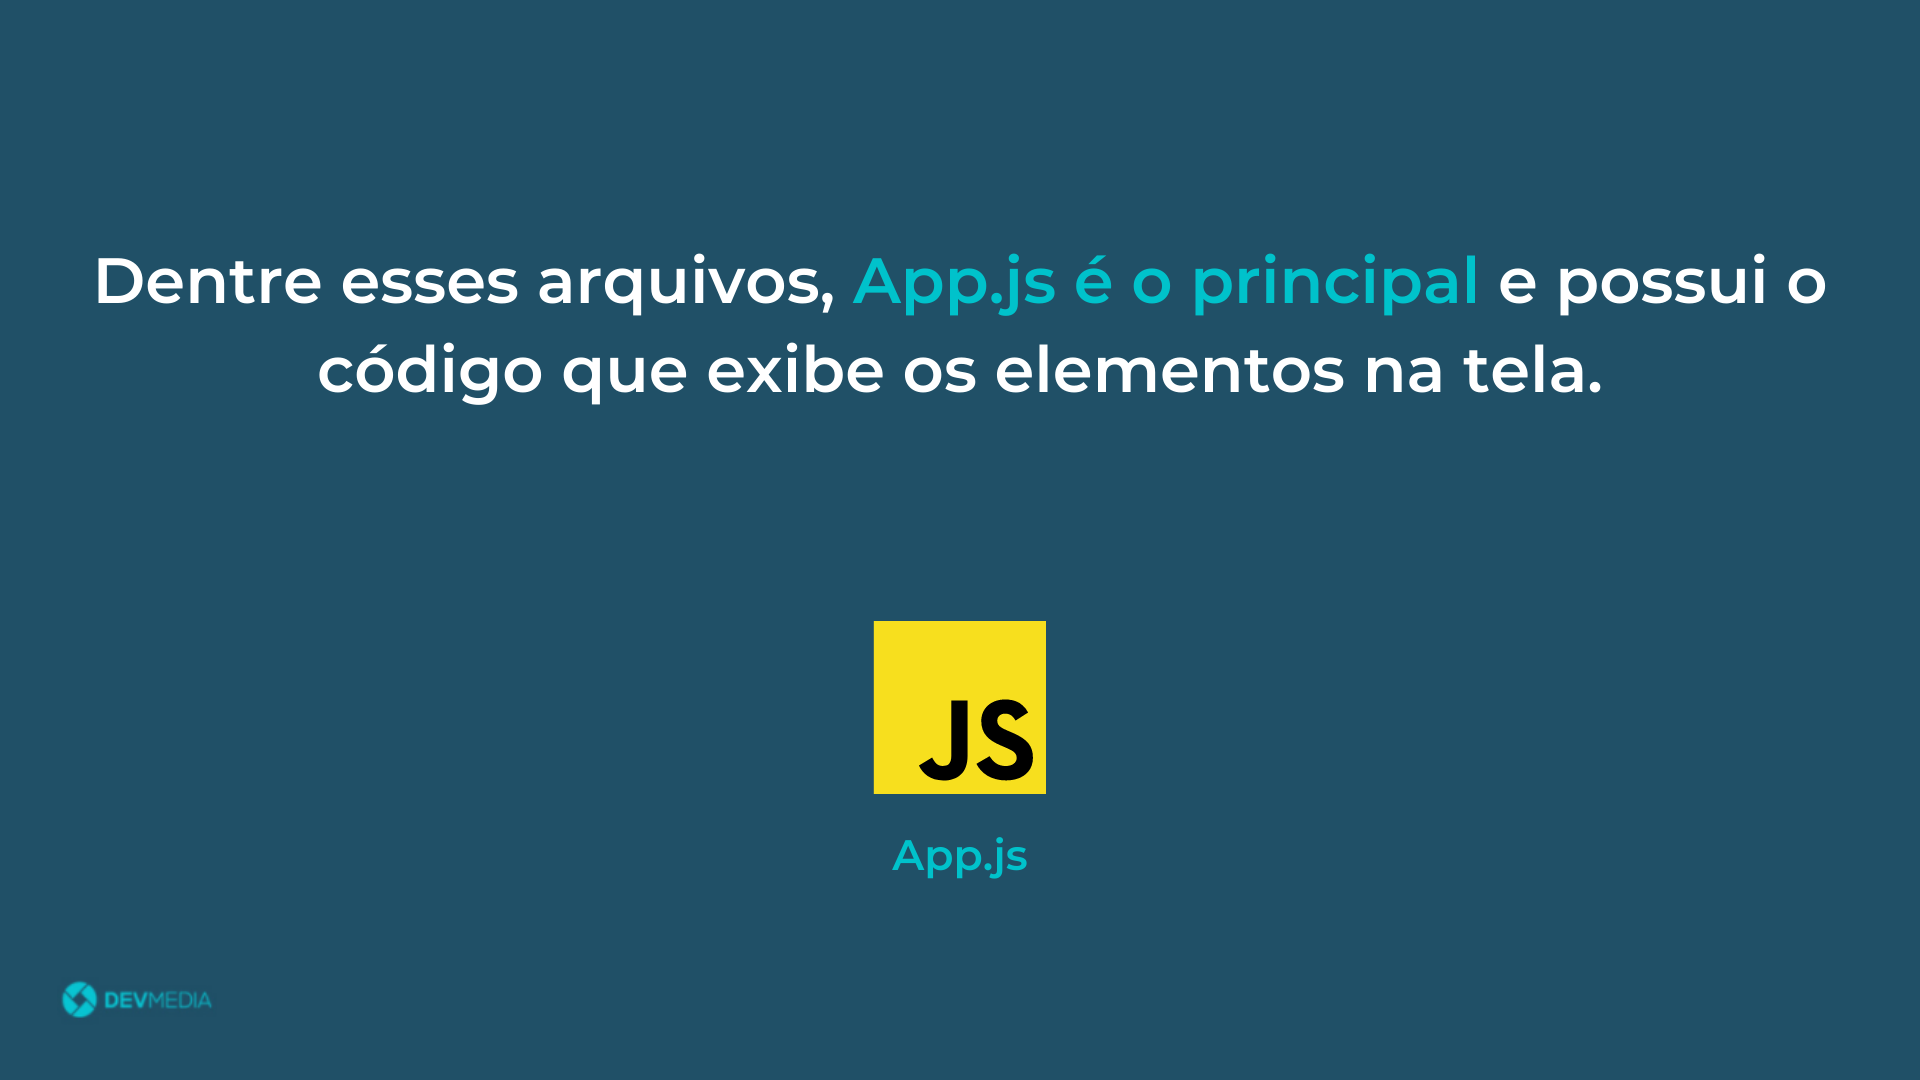 Dentre esses arquivos, App.js é o principal e possui o
código que exibe os elementos na tela.
JS
App.js
DEVMEDIA